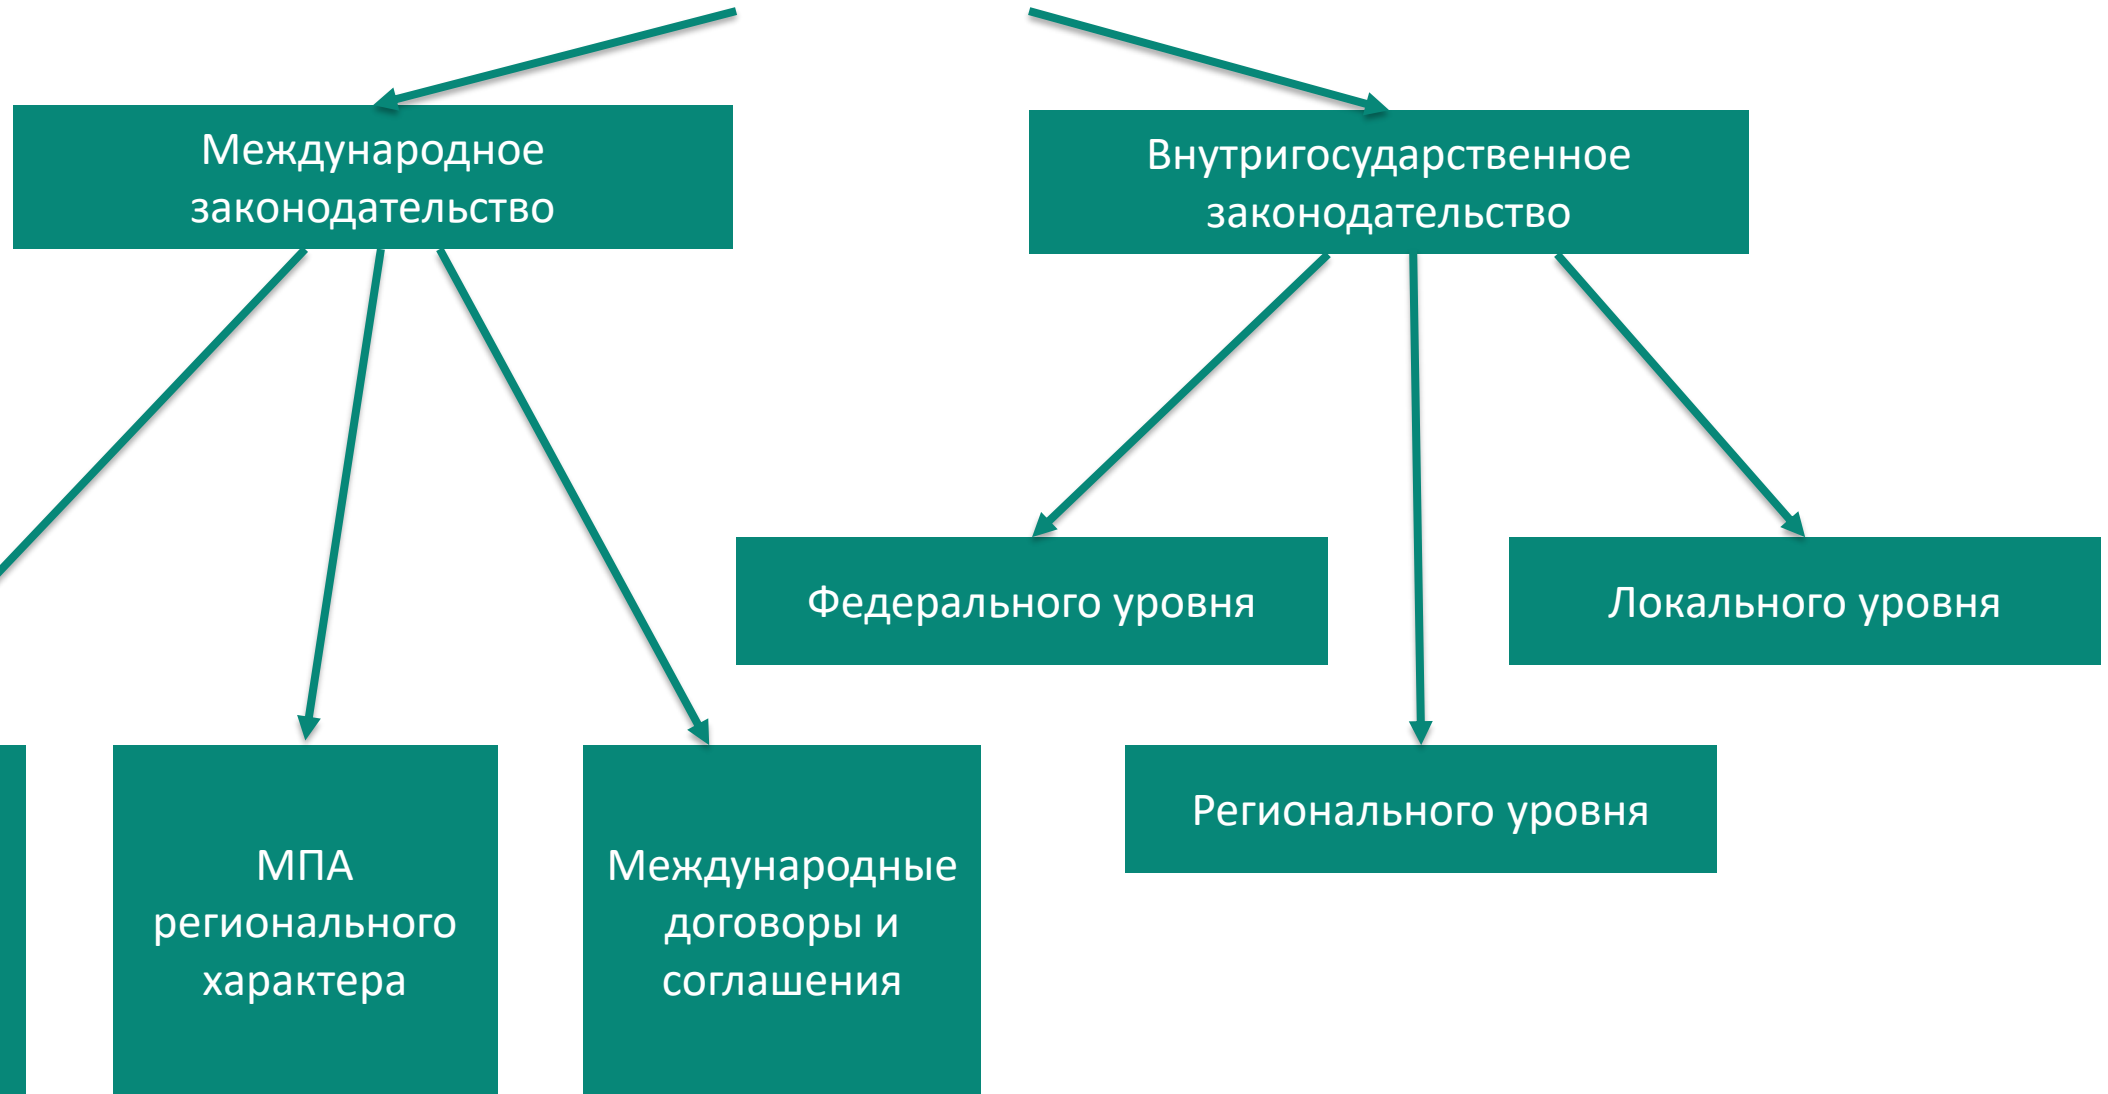 Международное
законодательство
Внутригосударственное
законодательство
Федерального уровня
Локального уровня
Регионального уровня
МПА
регионального
характера
Международные
договоры и
соглашения